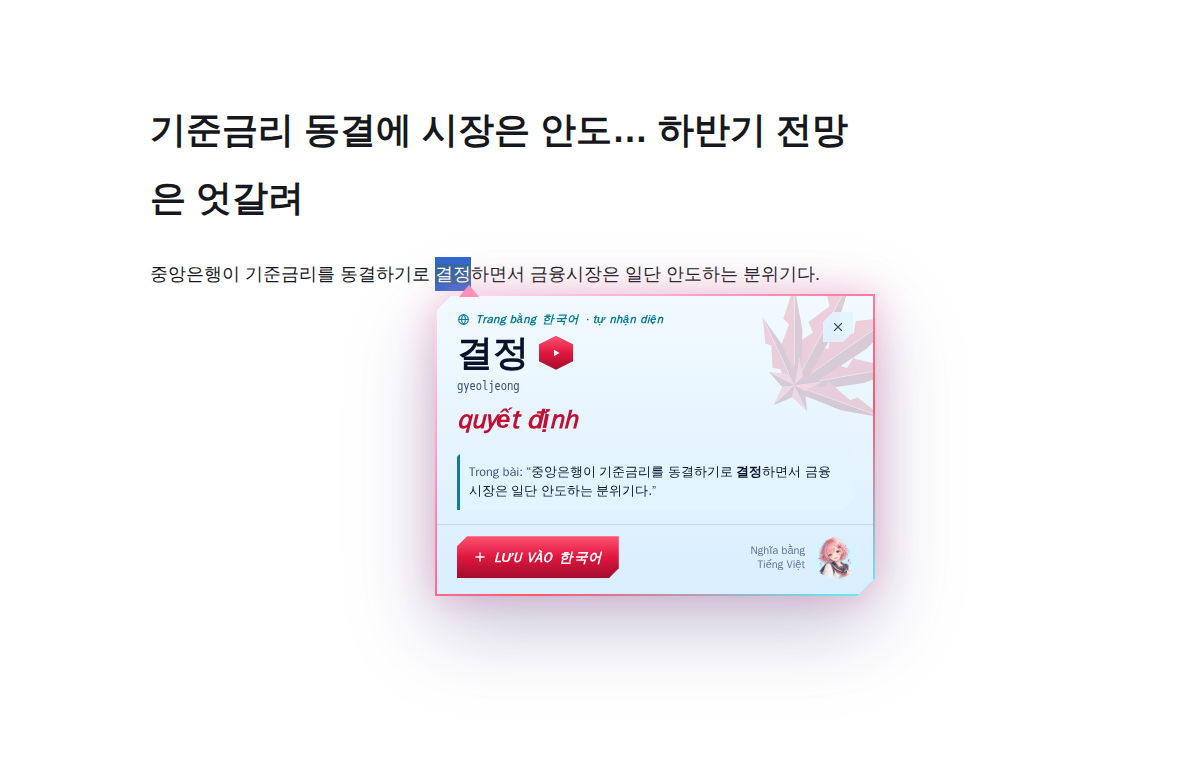 기준금리 동결에 시장은 안도… 하반기 전망
은 엇갈려
중앙은행이 기준금리를 동결하기로 결정하면서 금융시장은 일단 안도하는 분위기다.
Trang bằng 한국어 · tự nhận diện
결정
gyeoljeong
quyết định
Trong bài: “중앙은행이 기준금리를 동결하기로 결정하면서 금융
시장은 일단 안도하는 분위기다.”
+ LƯU VÀO 한국어
Nghĩa bằng
Tiếng Việt